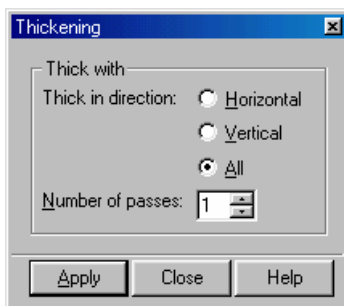 Thickening
Thick with
Thick in direction: Horizontal
Vertical
All
Number of passes: 1
Apply Close Help